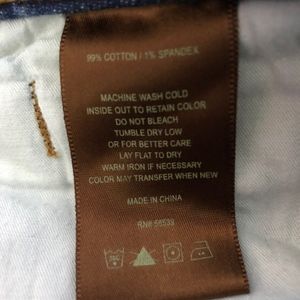 99% COTTON / 1% SPANDEX
MACHINE WASH COLD
INSIDE OUT TO RETAIN COLOR
DO NOT BLEACH
TUMBLE DRY LOW
OR FOR BETTER CARE
LAY FLAT TO DRY
WARM IRON IF NECESSARY
COLOR MAY TRANSFER WHEN NEW
MADE IN CHINA
RN# 56539